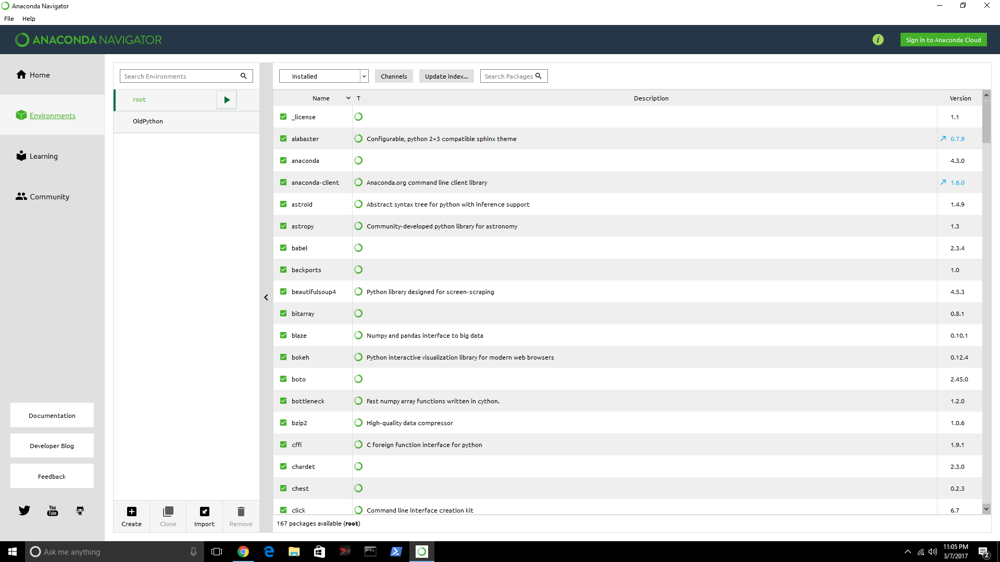 Anaconda Navigator
File Help
ANACONDA NAVIGATOR
i
Sign in to Anaconda Cloud
Home
Environments
Learning
Community
Documentation
Developer Blog
Feedback
You
Tube
Search Environments
root
OldPython
Create
Clone
Import
Remove
Installed
Channels
Update index...
Search Packages
Name T Description Version
_license 1.1
alabaster Configurable, python 2+3 compatible sphinx theme 0.7.9
anaconda 4.3.0
anaconda-client Anaconda.org command line client library 1.6.0
astroid Abstract syntax tree for python with inference support 1.4.9
astropy Community-developed python library for astronomy 1.3
babel 2.3.4
backports 1.0
beautifulsoup4 Python library designed for screen-scraping 4.5.3
bitarray 0.8.1
blaze Numpy and pandas interface to big data 0.10.1
bokeh Python interactive visualization library for modern web browsers 0.12.4
boto 2.45.0
bottleneck Fast numpy array functions written in cython. 1.2.0
bzip2 High-quality data compressor 1.0.6
cffi C foreign function interface for python 1.9.1
chardet 2.3.0
chest 0.2.3
click Command line interface creation kit 6.7
167 packages available (root)
Ask me anything
11:05 PM
3/7/2017
2